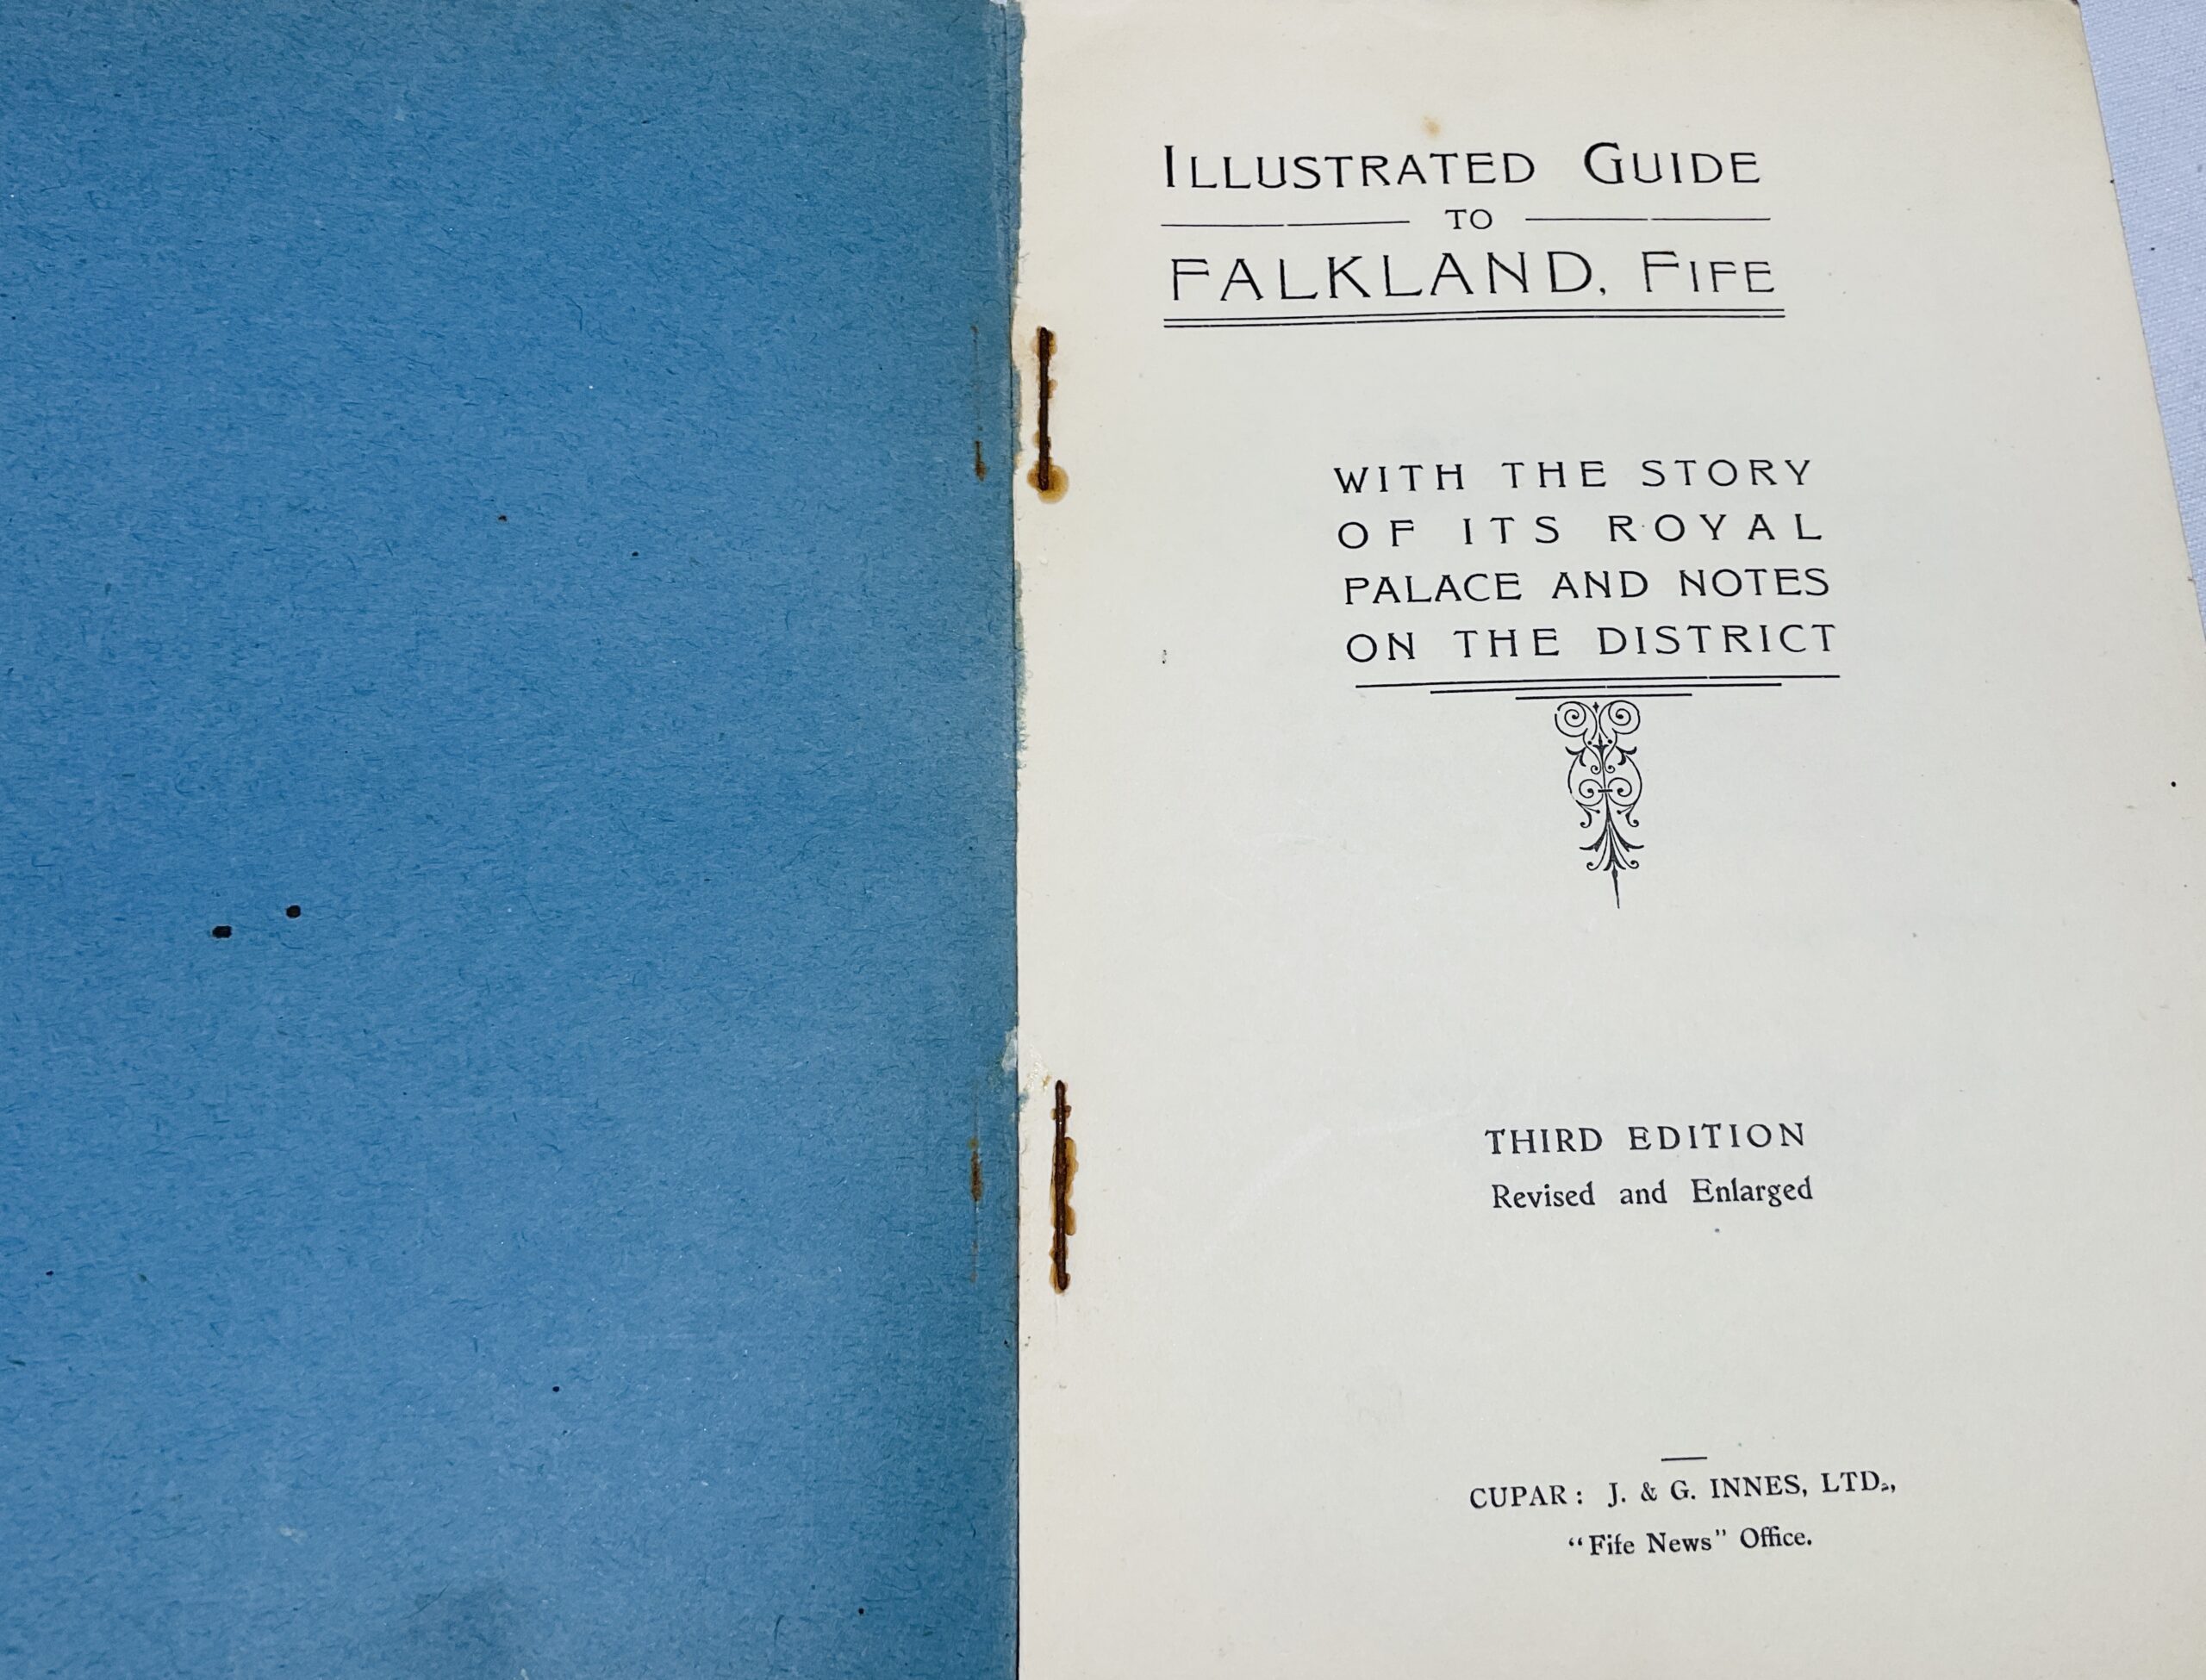 ILLUSTRATED GUIDE
TO
FALKLAND, FIFE
WITH THE STORY
OF ITS ROYAL
PALACE AND NOTES
ON THE DISTRICT
THIRD EDITION
Revised and Enlarged
CUPAR: J. & G. INNES, LTD.,
“Fife News” Office.